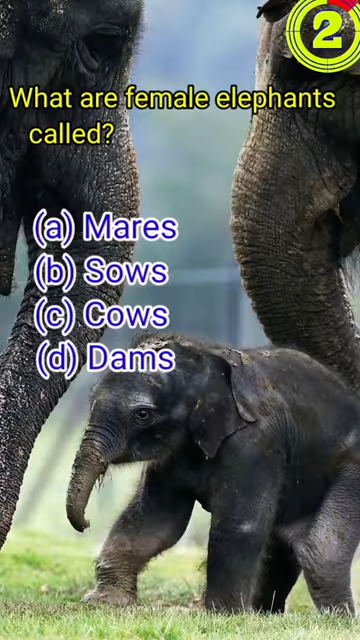 2
What are female elephants
called?
(a) Mares
(b) Sows
(c) Cows
(d) Dams